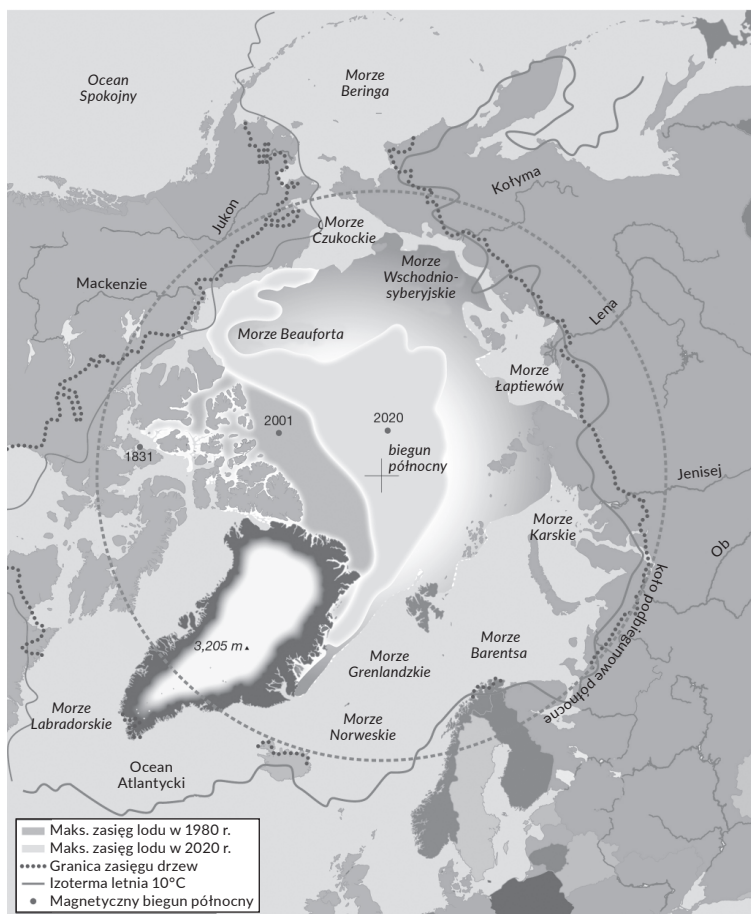 Ocean
Spokojny
Morze
Beringa
Kołyma
Jukon
Morze
Czukockie
Morze
Wschodnio-
syberyjskie
Mackenzie
Lena
Morze Beauforta
Morze
Łaptiewów
2001
2020
1831
biegun
północny
Jenisej
Morze
Karskie
Ob
koło podbiegunowe północne
3,205 m
Morze
Barentsa
Morze
Grenlandzkie
Morze
Labradorskie
Morze
Norweskie
Ocean
Atlantycki
Maks. zasięg lodu w 1980 r.
Maks. zasięg lodu w 2020 r.
Granica zasięgu drzew
Izoterma letnia 10°C
Magnetyczny biegun północny